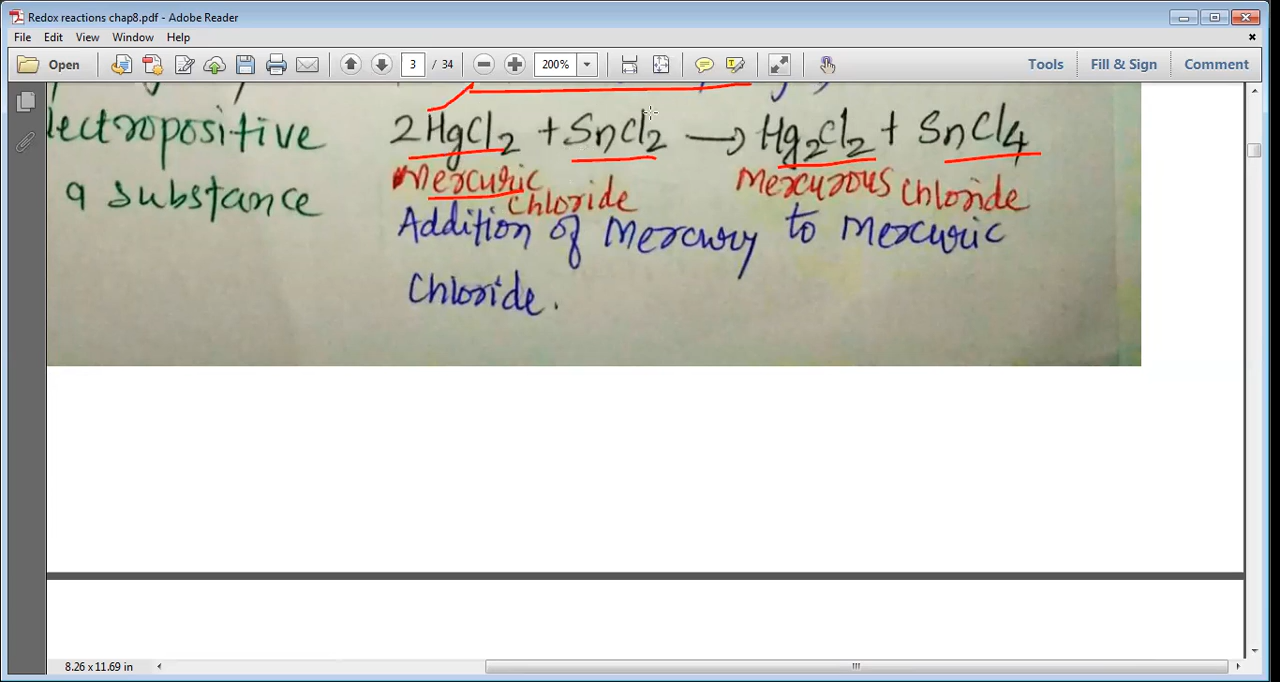 Redox reactions chap8.pdf - Adobe Reader
File Edit View Window Help
Open 3 / 34 200% Tools Fill & Sign Comment
lectropositive
a substance
2HgCl2 + SnCl2 → Hg2Cl2 + SnCl4
Mercuric Chloride
Mercurous Chloride
Addition of Mercury to Mercuric
Chloride.
8.26 x 11.69 in